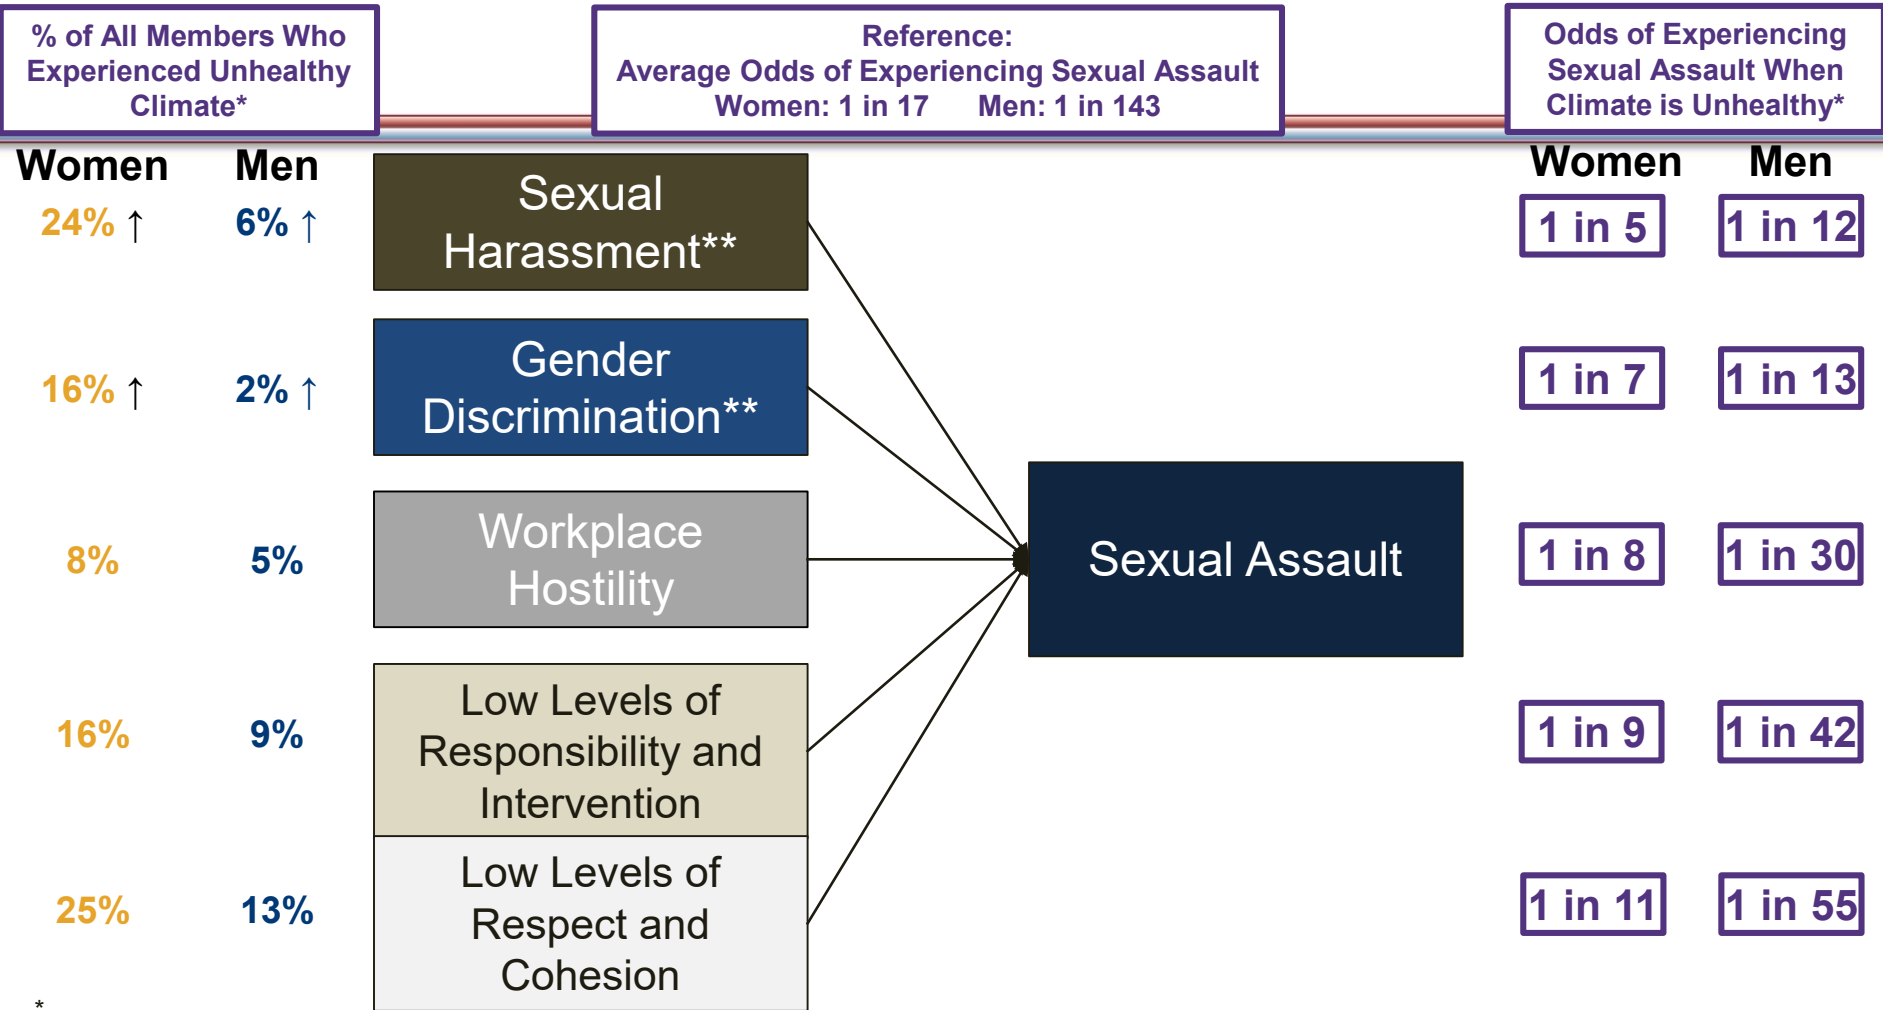 % of All Members Who
Experienced Unhealthy
Climate*
Reference:
Average Odds of Experiencing Sexual Assault
Women: 1 in 17 Men: 1 in 143
Odds of Experiencing
Sexual Assault When
Climate is Unhealthy*
Women Men
Women Men
24% ↑ 6% ↑
Sexual
Harassment**
1 in 5 1 in 12
16% ↑ 2% ↑
Gender
Discrimination**
1 in 7 1 in 13
8% 5%
Workplace
Hostility
Sexual Assault
1 in 8 1 in 30
16% 9%
Low Levels of
Responsibility and
Intervention
1 in 9 1 in 42
25% 13%
Low Levels of
Respect and
Cohesion
1 in 11 1 in 55
*